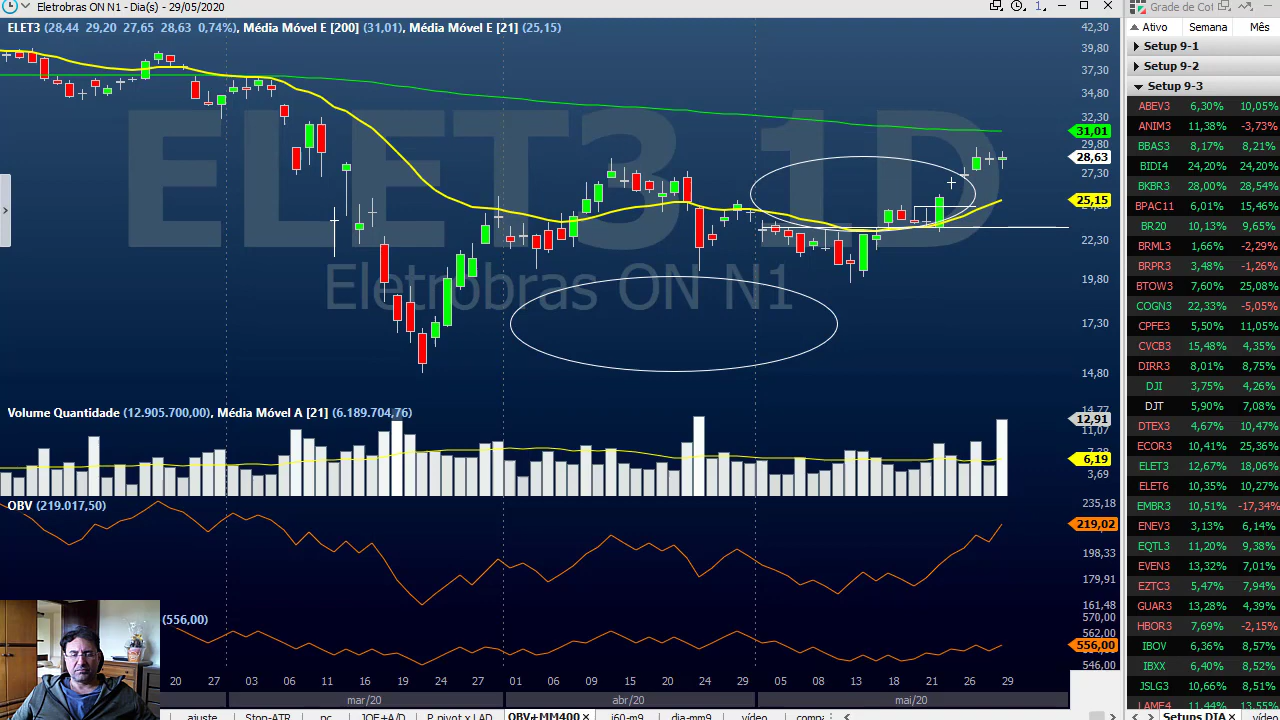 Eletrobras ON N1 - Dia(s) - 29/05/2020
ELET3 (28,44 29,20 27,65 28,63 0,74%), Média Móvel E [200] (31,01), Média Móvel E [21] (25,15)
ELET3 1D
Eletrobras ON N1
42,30
39,80
37,30
34,80
32,30
31,01
29,80
28,63
27,30
25,15
22,30
19,80
17,30
14,80
Volume Quantidade (12.905.700,00), Média Móvel A [21] (6.189.704,76)
14,77
12,91
11,07
6,19
3,69
OBV (219.017,50)
235,18
219,02
198,33
179,91
161,48
(556,00)
570,00
562,00
556,00
546,00
20 27 06 11 19 24 27 01 07 13 16 23 29 05 08 13 18 21 26 29
mar/20 abr/20 mai/20
ajuste Stop-ATR pc JOE+A/D P pivot x LAD OBV+MM400 i60-m9 dia-mm9 vídeo compa
Grade de Cot
Ativo Semana Mês
Setup 9-1
Setup 9-2
Setup 9-3
ABEV3 6,30% 10,05%
ANIM3 11,38% -3,73%
BBAS3 8,17% 8,21%
BIDI4 24,20% 24,20%
BKBR3 28,00% 28,54%
BPAC11 6,01% 15,46%
BR20 10,13% 9,65%
BRML3 1,66% -2,29%
BRPR3 3,48% -1,26%
BTOW3 7,60% 25,08%
COGN3 22,33% -5,05%
CPFE3 5,50% 11,05%
CVCB3 15,48% 4,35%
DIRR3 8,01% 8,75%
DJI 3,75% 4,26%
DJT 5,90% 7,08%
DTEX3 4,67% 10,47%
ECOR3 10,41% 25,36%
ELET3 12,67% 18,06%
ELET6 10,35% 10,27%
EMBR3 10,51% -17,34%
ENEV3 3,13% 6,14%
EQTL3 11,20% 9,38%
EVEN3 13,32% 7,01%
EZTC3 5,47% 7,94%
GUAR3 13,28% 4,39%
HBOR3 7,69% -2,15%
IBOV 6,36% 8,57%
IBXX 6,40% 8,52%
JSLG3 10,66% 8,51%
LAME4 11,44% 13,55%
Setups DIA vídeo